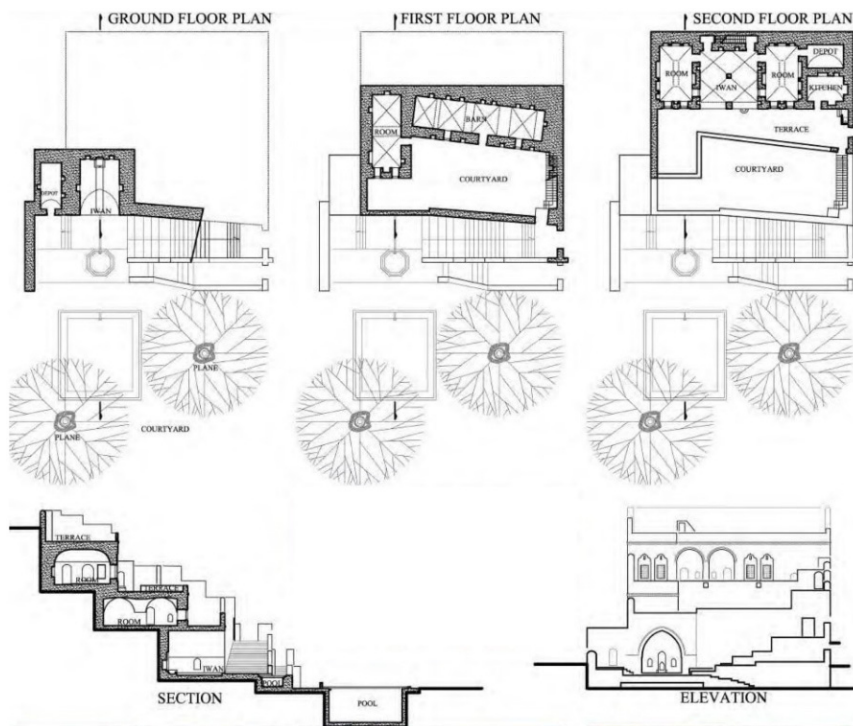 GROUND FLOOR PLAN
FIRST FLOOR PLAN
SECOND FLOOR PLAN
DEPOT
IWAN
ROOM
BARN
COURTYARD
ROOM
IWAN
ROOM
DEPOT
KITCHEN
TERRACE
COURTYARD
PLANE
PLANE
COURTYARD
TERRACE
ROOM
TERRACE
ROOM
IWAN
POOL
POOL
SECTION
ELEVATION